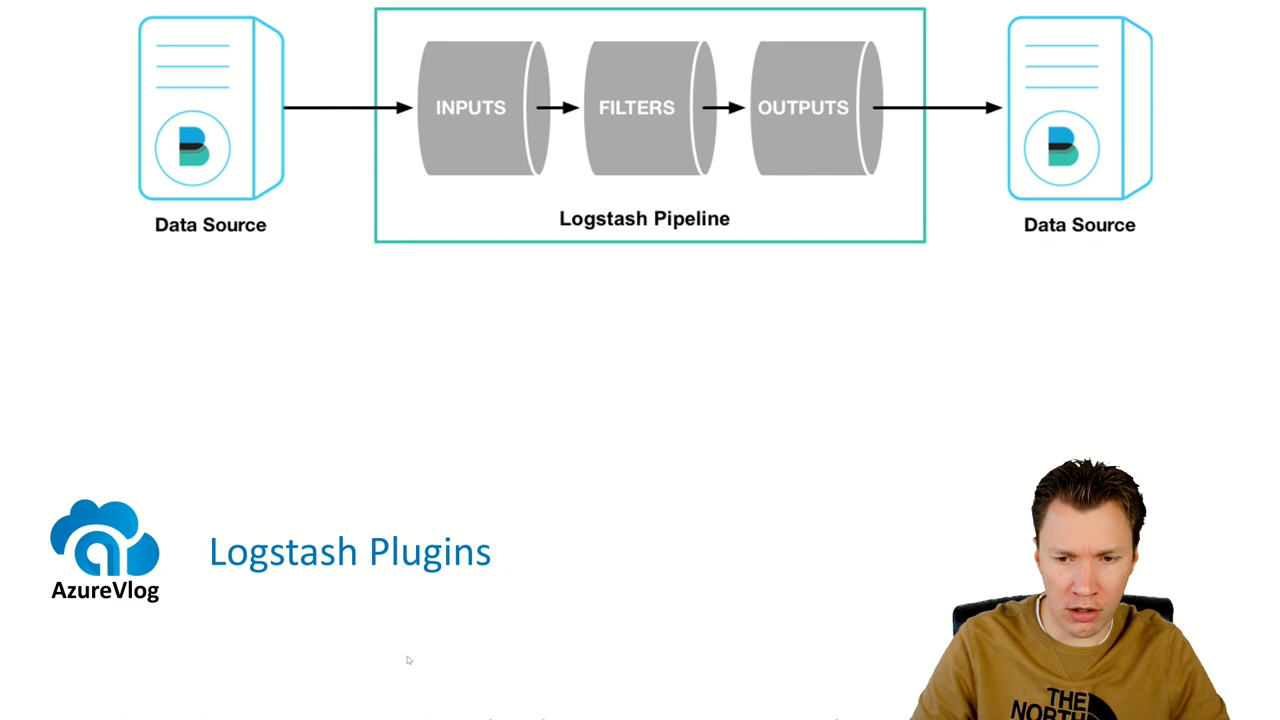 INPUTS
FILTERS
OUTPUTS
Logstash Pipeline
Data Source
Data Source
AzureVlog
Logstash Plugins
THE
NORTH